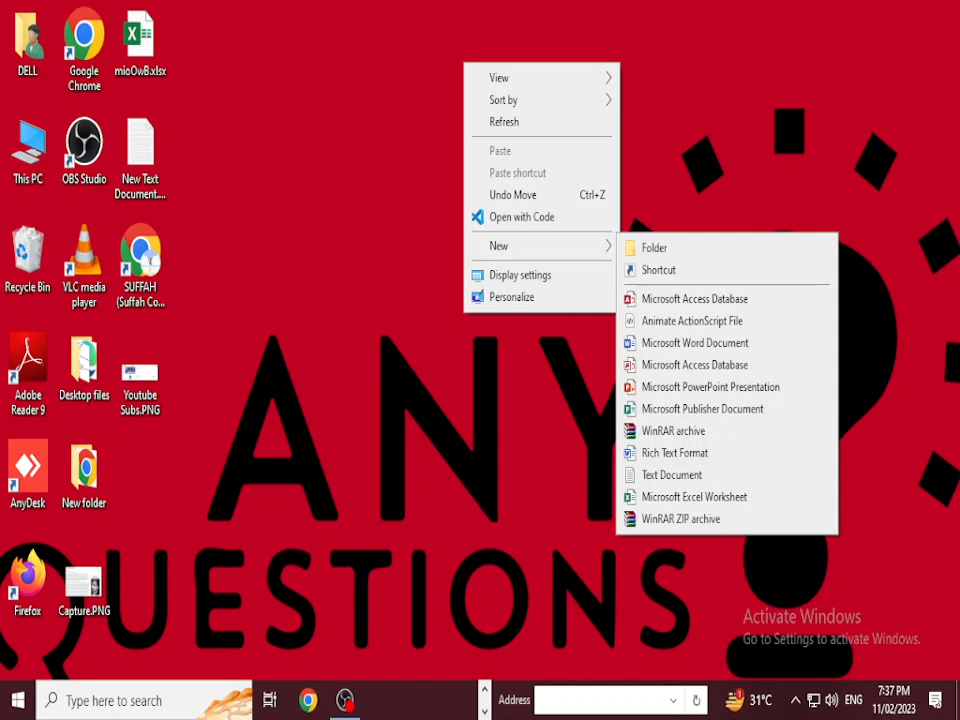 DELL
Google
Chrome
mioOwB.xlsx
This PC
OBS Studio
New Text
Document....
Recycle Bin
VLC media
player
SUFFAH
(Suffah Co...
Adobe
Reader 9
Desktop files
Youtube
Subs.PNG
AnyDesk
New folder
Firefox
Capture.PNG
View
Sort by
Refresh
Paste
Paste shortcut
Undo Move Ctrl+Z
Open with Code
New
Display settings
Personalize
Folder
Shortcut
Microsoft Access Database
Animate ActionScript File
Microsoft Word Document
Microsoft Access Database
Microsoft PowerPoint Presentation
Microsoft Publisher Document
WinRAR archive
Rich Text Format
Text Document
Microsoft Excel Worksheet
WinRAR ZIP archive
ANY
QUESTIONS
Activate Windows
Go to Settings to activate Windows.
Type here to search
Address
1
31°C
ENG
7:37 PM
11/02/2023